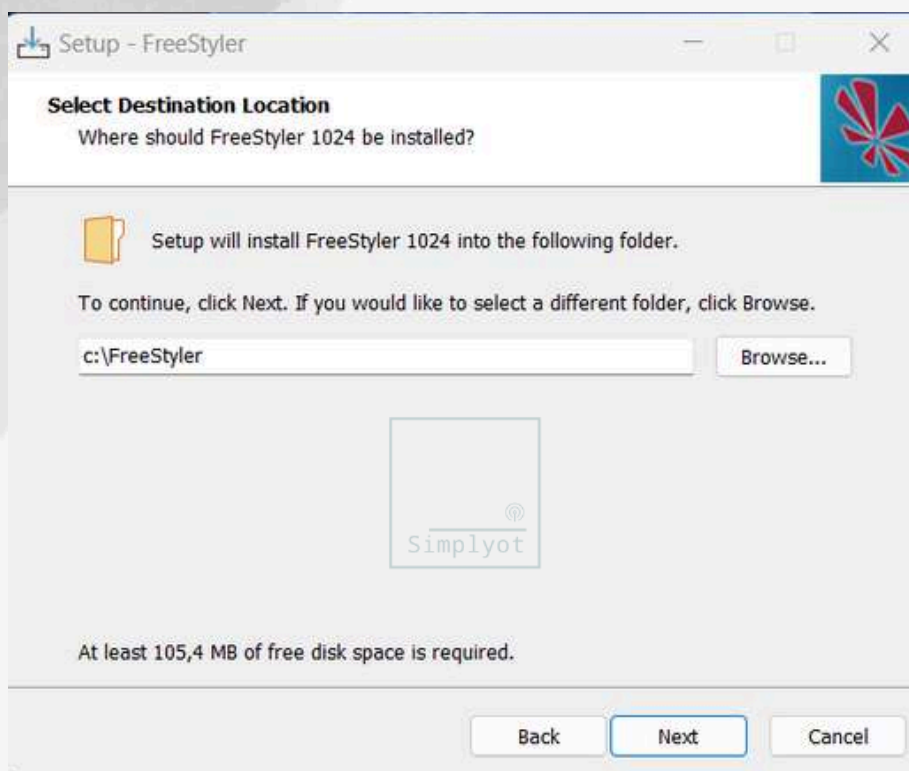 Setup - FreeStyler
Select Destination Location
Where should FreeStyler 1024 be installed?
Setup will install FreeStyler 1024 into the following folder.
To continue, click Next. If you would like to select a different folder, click Browse.
c:\FreeStyler
Browse...
Simplyot
At least 105,4 MB of free disk space is required.
Back
Next
Cancel